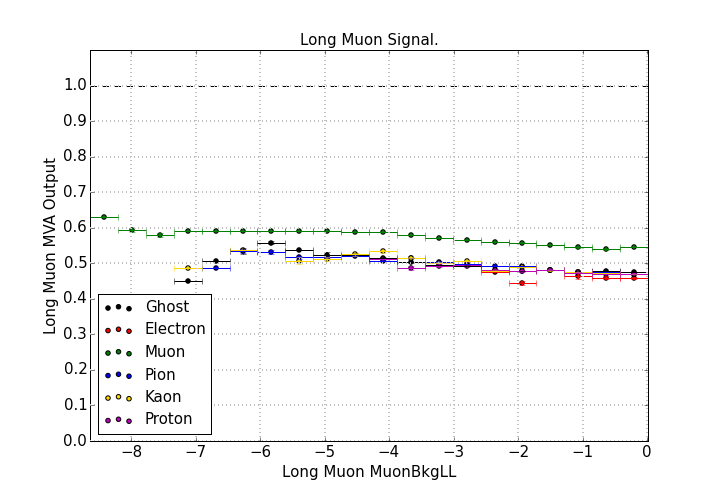 Long Muon Signal.
Long Muon MVA Output
1.0
0.9
0.8
0.7
0.6
0.5
0.4
0.3
0.2
0.1
0.0
Ghost
Electron
Muon
Pion
Kaon
Proton
−8 −7 −6 −5 −4 −3 −2 −1 0
Long Muon MuonBkgLL